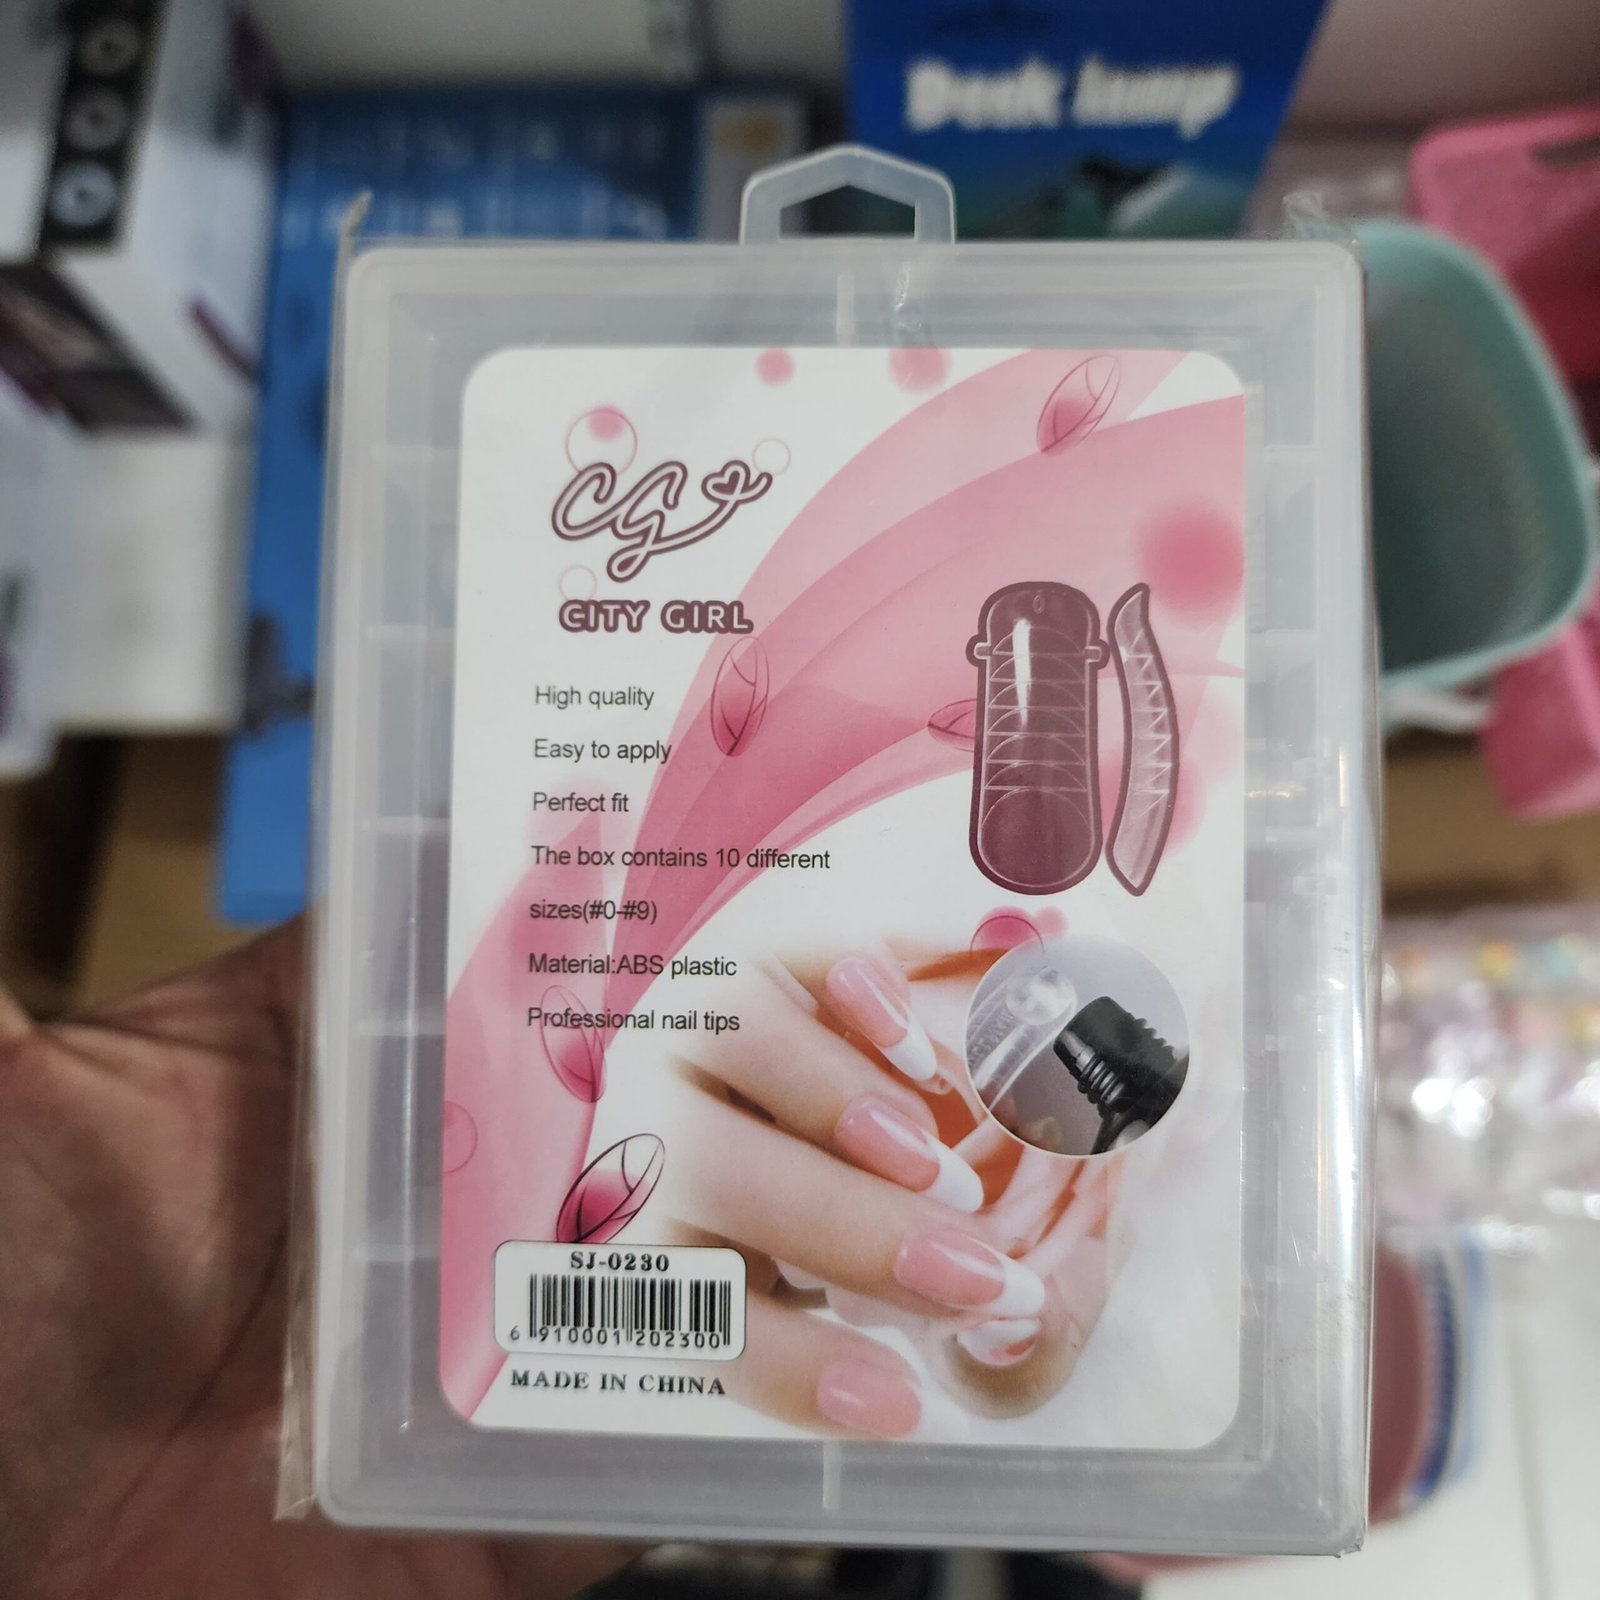 Desk lamp
CG
CITY GIRL
High quality
Easy to apply
Perfect fit
The box contains 10 different
sizes(#0-#9)
Material:ABS plastic
Professional nail tips
SJ-0230
6 910001 202300
MADE IN CHINA